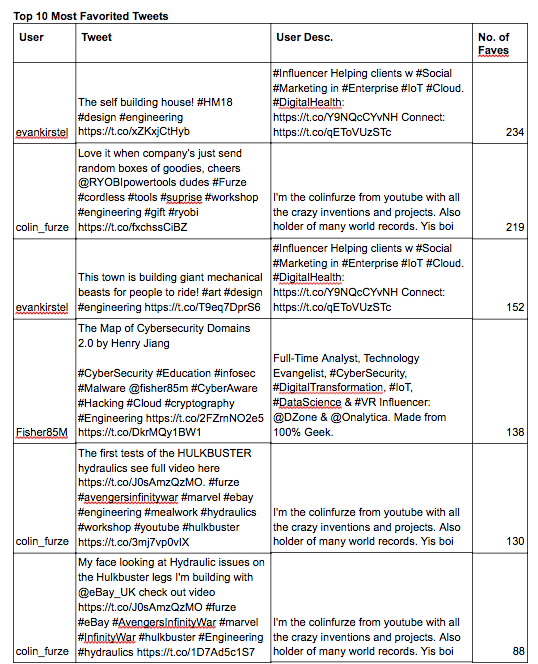 Top 10 Most Favorited Tweets
User
Tweet
User Desc.
No. of
Faves
evankirstel
The self building house! #HM18
#design #engineering
https://t.co/xZKxjCtHyb
#Influencer Helping clients w #Social
#Marketing in #Enterprise #IoT #Cloud.
#DigitalHealth:
https://t.co/Y9NQcCYvNH Connect:
https://t.co/qEToVUzSTc
234
colin_furze
Love it when company's just send
random boxes of goodies, cheers
@RYOBIpowertools dudes #Furze
#cordless #tools #suprise #workshop
#engineering #gift #ryobi
https://t.co/fxchssCiBZ
I'm the colinfurze from youtube with all
the crazy inventions and projects. Also
holder of many world records. Yis boi
219
evankirstel
This town is building giant mechanical
beasts for people to ride! #art #design
#engineering https://t.co/T9eq7DprS6
#Influencer Helping clients w #Social
#Marketing in #Enterprise #IoT #Cloud.
#DigitalHealth:
https://t.co/Y9NQcCYvNH Connect:
https://t.co/qEToVUzSTc
152
Fisher85M
The Map of Cybersecurity Domains
2.0 by Henry Jiang
#CyberSecurity #Education #infosec
#Malware @fisher85m #CyberAware
#Hacking #Cloud #cryptography
#Engineering https://t.co/2FZrnNO2e5
https://t.co/DkrMQy1BW1
Full-Time Analyst, Technology
Evangelist, #CyberSecurity,
#DigitalTransformation, #IoT,
#DataScience & #VR Influencer:
@DZone & @Onalytica. Made from
100% Geek.
138
colin_furze
The first tests of the HULKBUSTER
hydraulics see full video here
https://t.co/J0sAmzQZMO. #furze
#avengersinfinitywar #marvel #ebay
#engineering #mealwork #hydraulics
#workshop #youtube #hulkbuster
https://t.co/3mj7vp0vIX
I'm the colinfurze from youtube with all
the crazy inventions and projects. Also
holder of many world records. Yis boi
130
colin_furze
My face looking at Hydraulic issues on
the Hulkbuster legs I'm building with
@eBay_UK check out video
https://t.co/J0sAmzQZMO #furze
#eBay #AvengersInfinityWar #marvel
#InfinityWar #hulkbuster #Engineering
#hydraulics https://t.co/1D7Ad5c1S7
I'm the colinfurze from youtube with all
the crazy inventions and projects. Also
holder of many world records. Yis boi
88